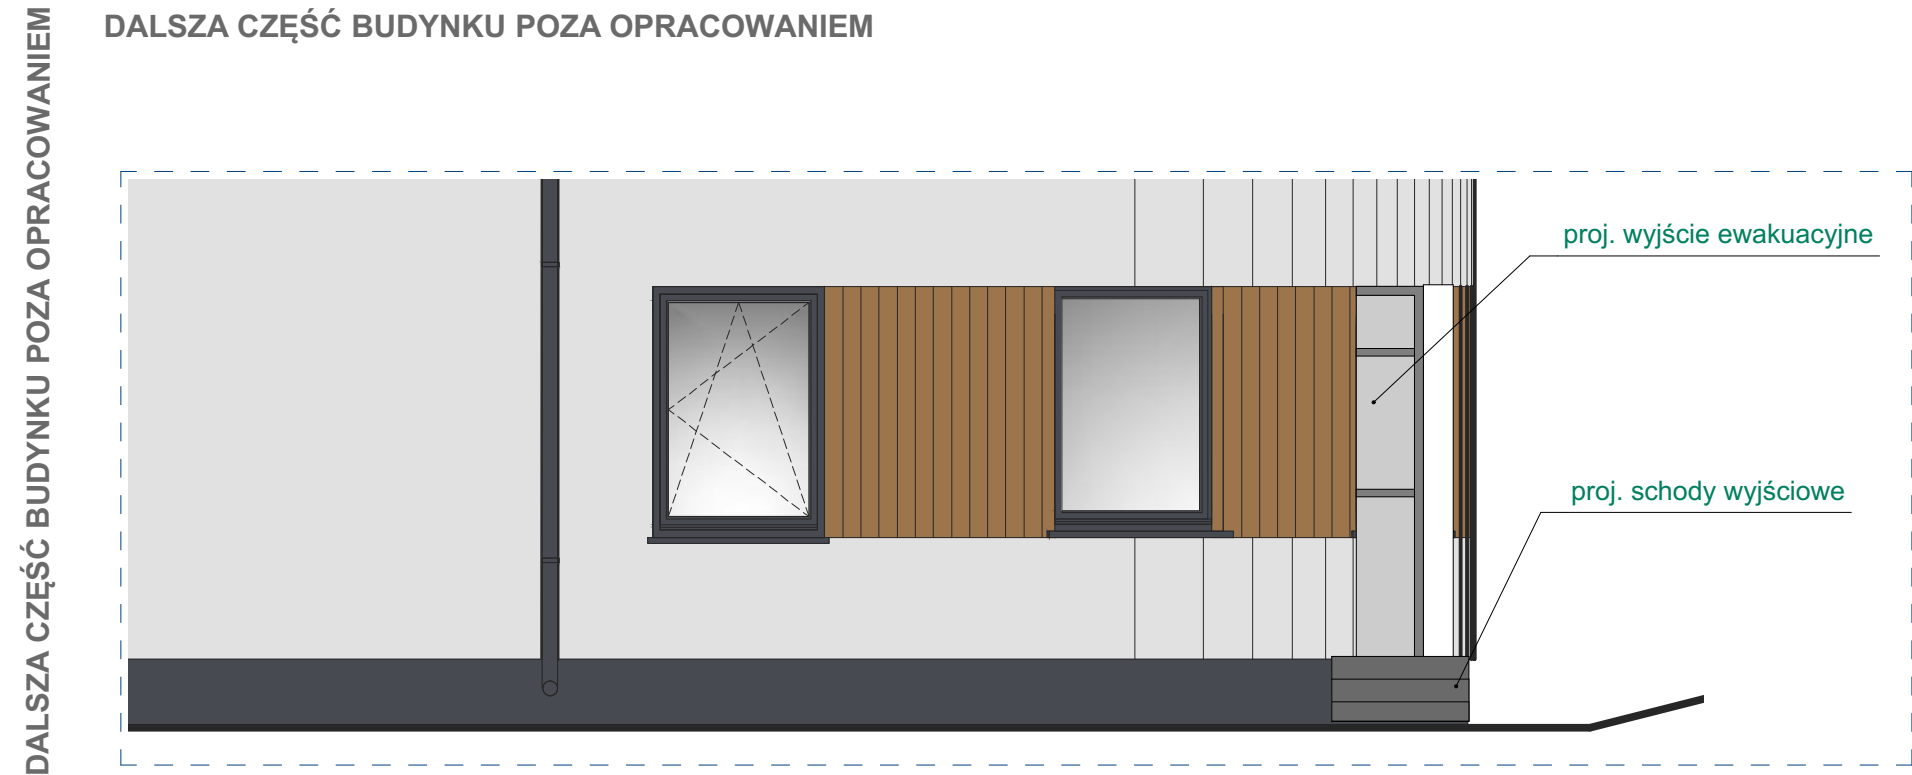 DALSZA CZĘŚĆ BUDYNKU POZA OPRACOWANIEM
DALSZA CZĘŚĆ BUDYNKU POZA OPRACOWANIEM
proj. wyjście ewakuacyjne
proj. schody wyjściowe